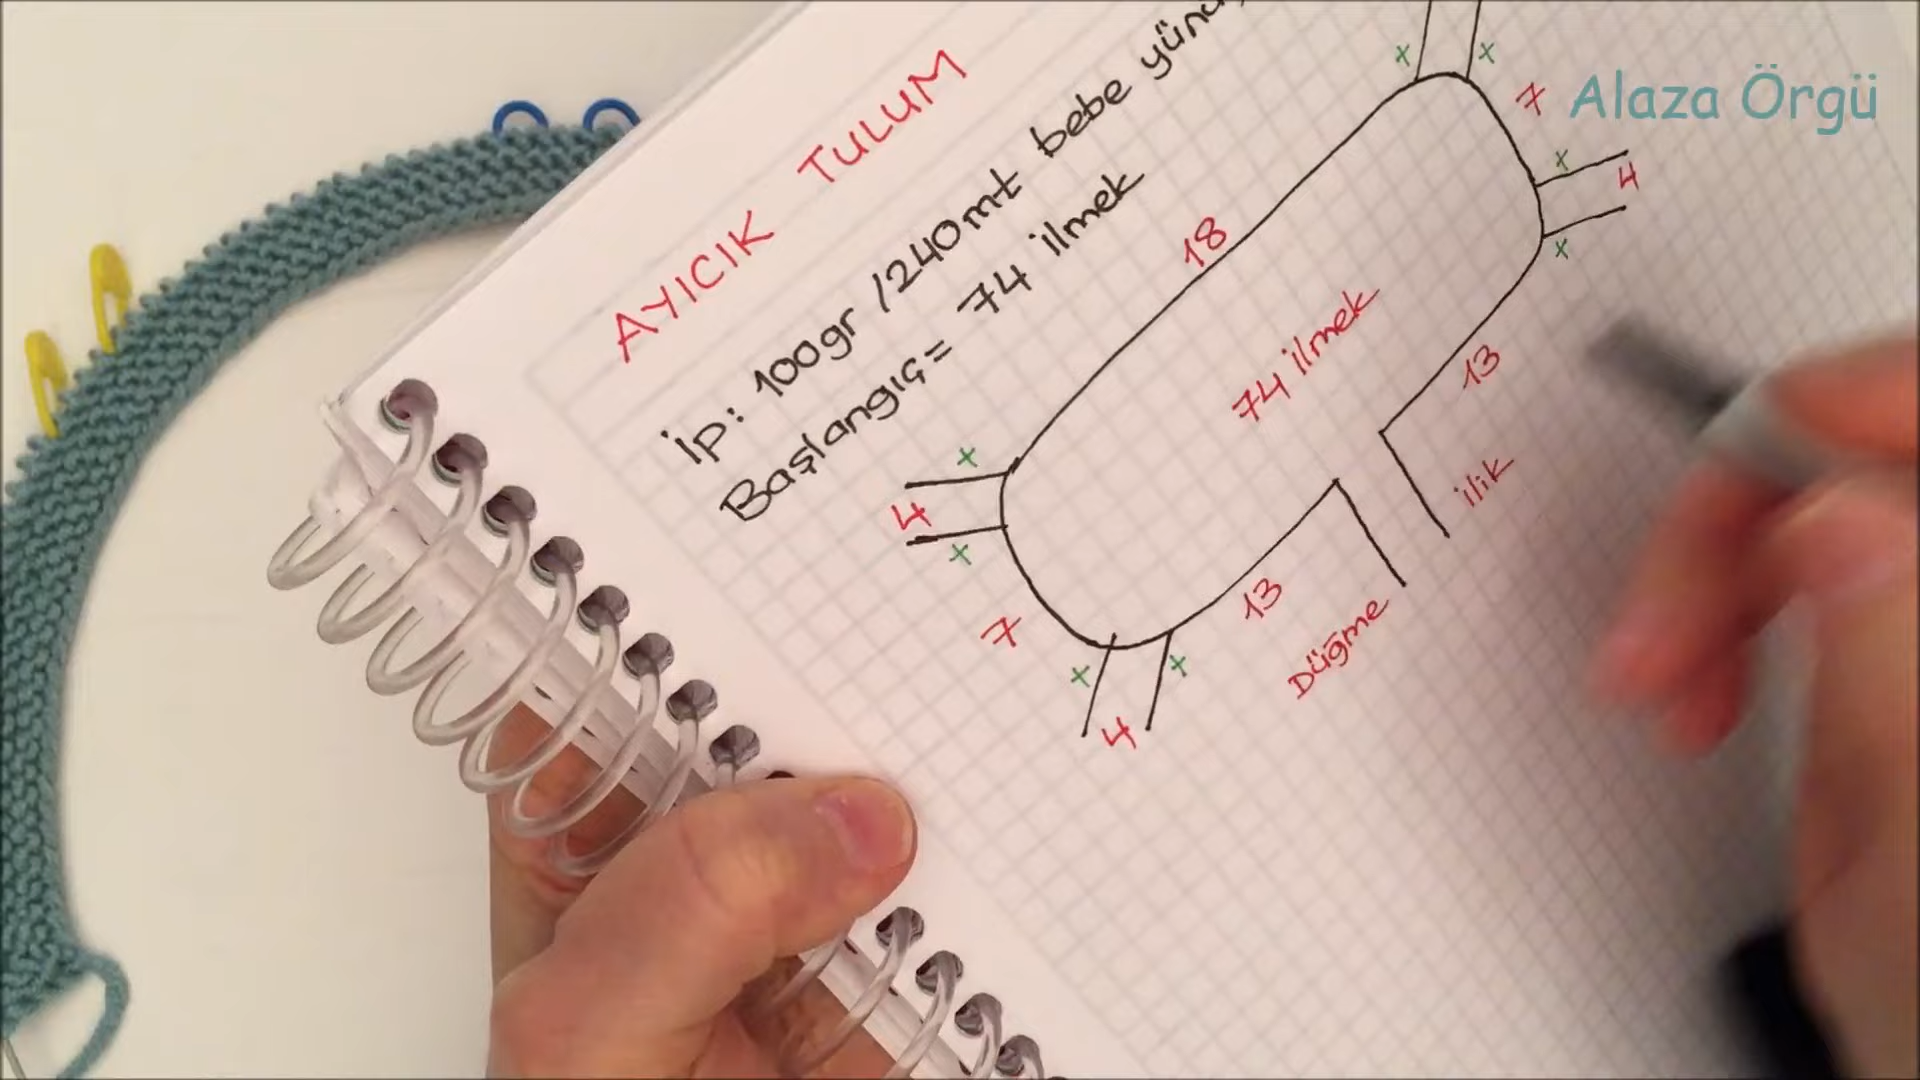 Alaza Örgü
AYICIK TULUM
İp: 100gr /240mt bebe
Başlangıç= 74 ilmek
x x
7
x
4
x
18
74 ilmek
13
ilik
x
4
x
7
x x
4
13
Düğme